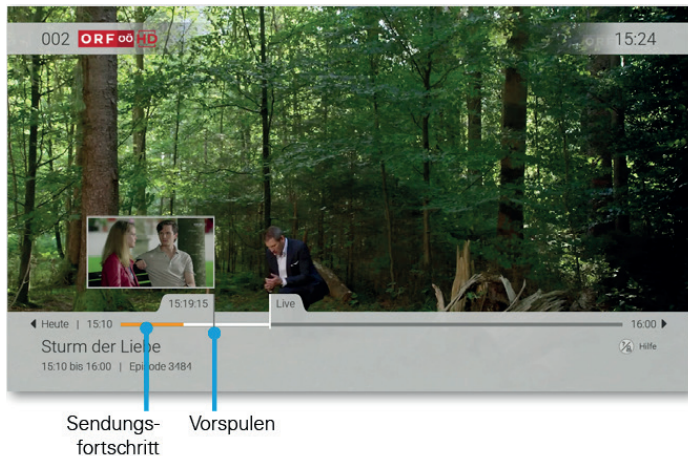 002 ORF OÖ HD 15:24
15:19:15 Live
Heute | 15:10 16:00
Sturm der Liebe
Hilfe
15:10 bis 16:00 | Episode 3484
Sendungs-
fortschritt
Vorspulen